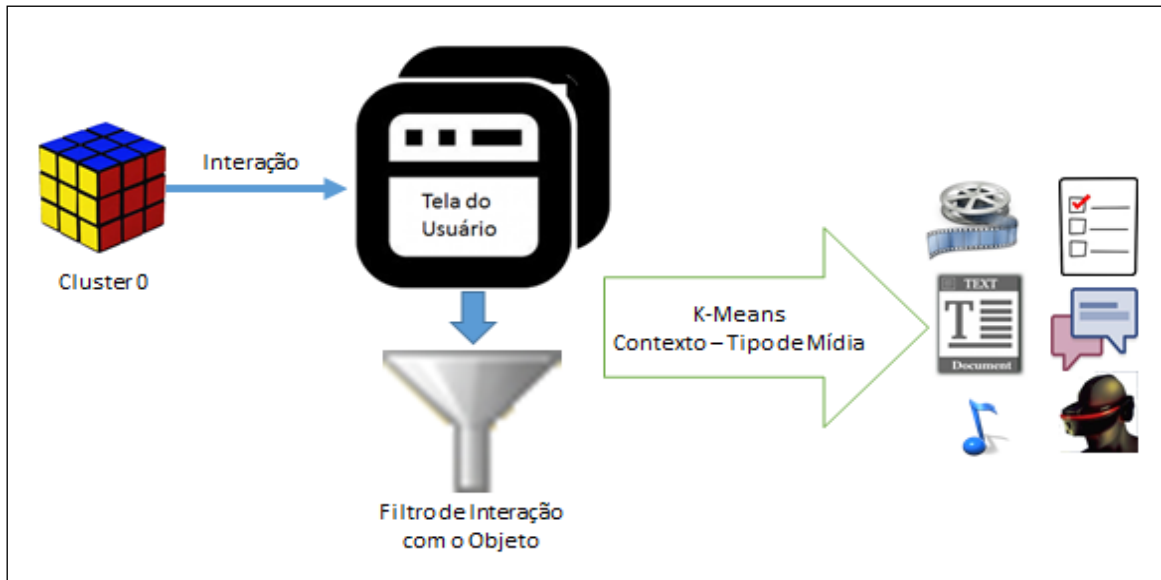 Interação
Cluster 0
Tela do
Usuário
Filtro de Interação
com o Objeto
K-Means
Contexto – Tipo de Mídia
TEXT
T
Document